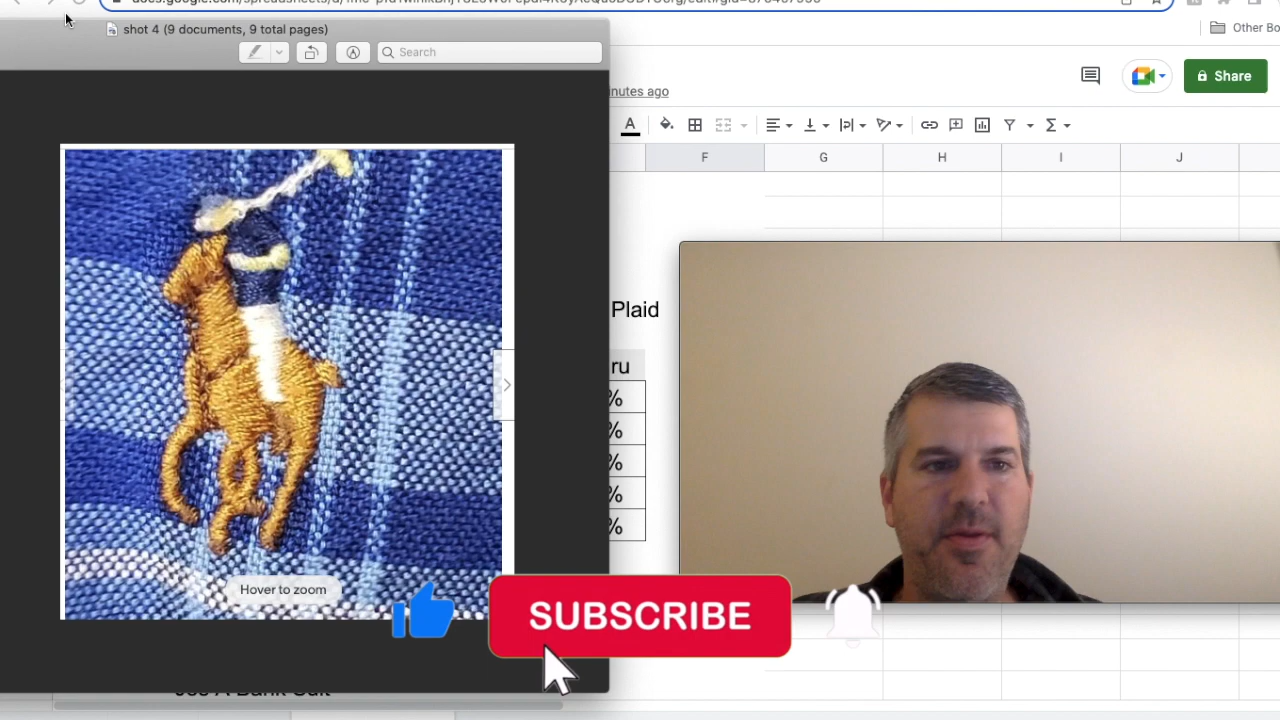 shot 4 (9 documents, 9 total pages)
Search
Other Bo
nutes ago
Share
A
F
G
H
I
J
Plaid
ru
%
%
%
%
%
Hover to zoom
SUBSCRIBE